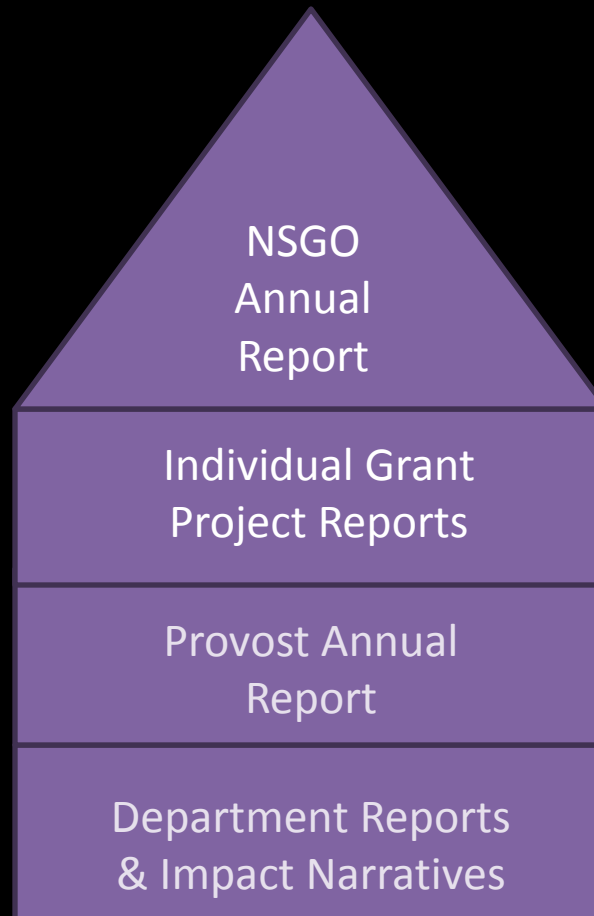 NSGO
Annual
Report
Individual Grant
Project Reports
Provost Annual
Report
Department Reports
& Impact Narratives